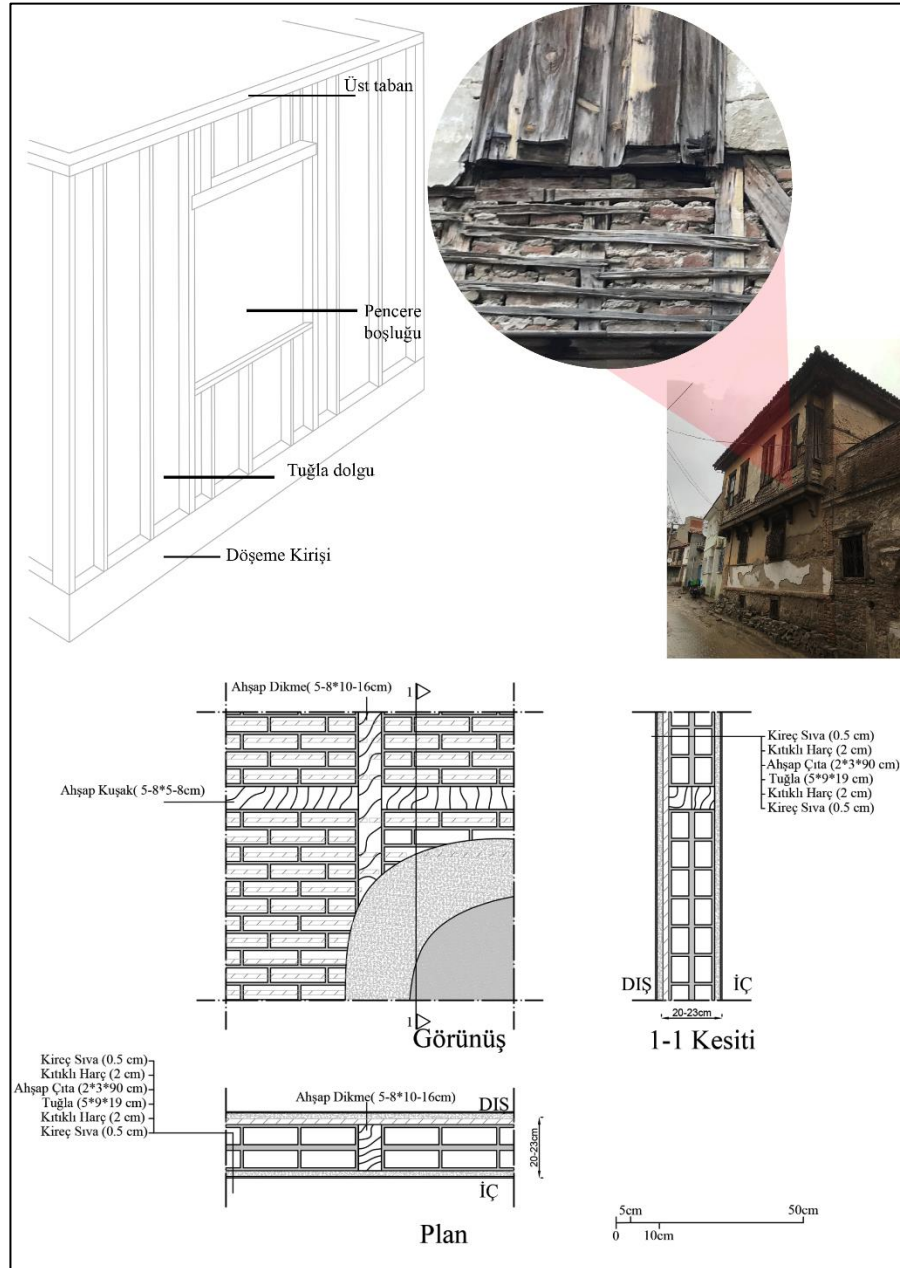 Üst taban
Pencere
boşluğu
Tuğla dolgu
Döşeme Kirişi
Ahşap Dikme( 5-8*10-16cm)
1
Ahşap Kuşak( 5-8*5-8cm)
1
Görünüş
Kireç Sıva (0.5 cm)
Kıtıklı Harç (2 cm)
Ahşap Çıta (2*3*90 cm)
Tuğla (5*9*19 cm)
Kıtıklı Harç (2 cm)
Kireç Sıva (0.5 cm)
DIŞ
İÇ
20-23cm
1-1 Kesiti
Kireç Sıva (0.5 cm)
Kıtıklı Harç (2 cm)
Ahşap Çıta (2*3*90 cm)
Tuğla (5*9*19 cm)
Kıtıklı Harç (2 cm)
Kireç Sıva (0.5 cm)
Ahşap Dikme( 5-8*10-16cm)
DIŞ
20-23cm
İÇ
Plan
5cm
50cm
0
10cm